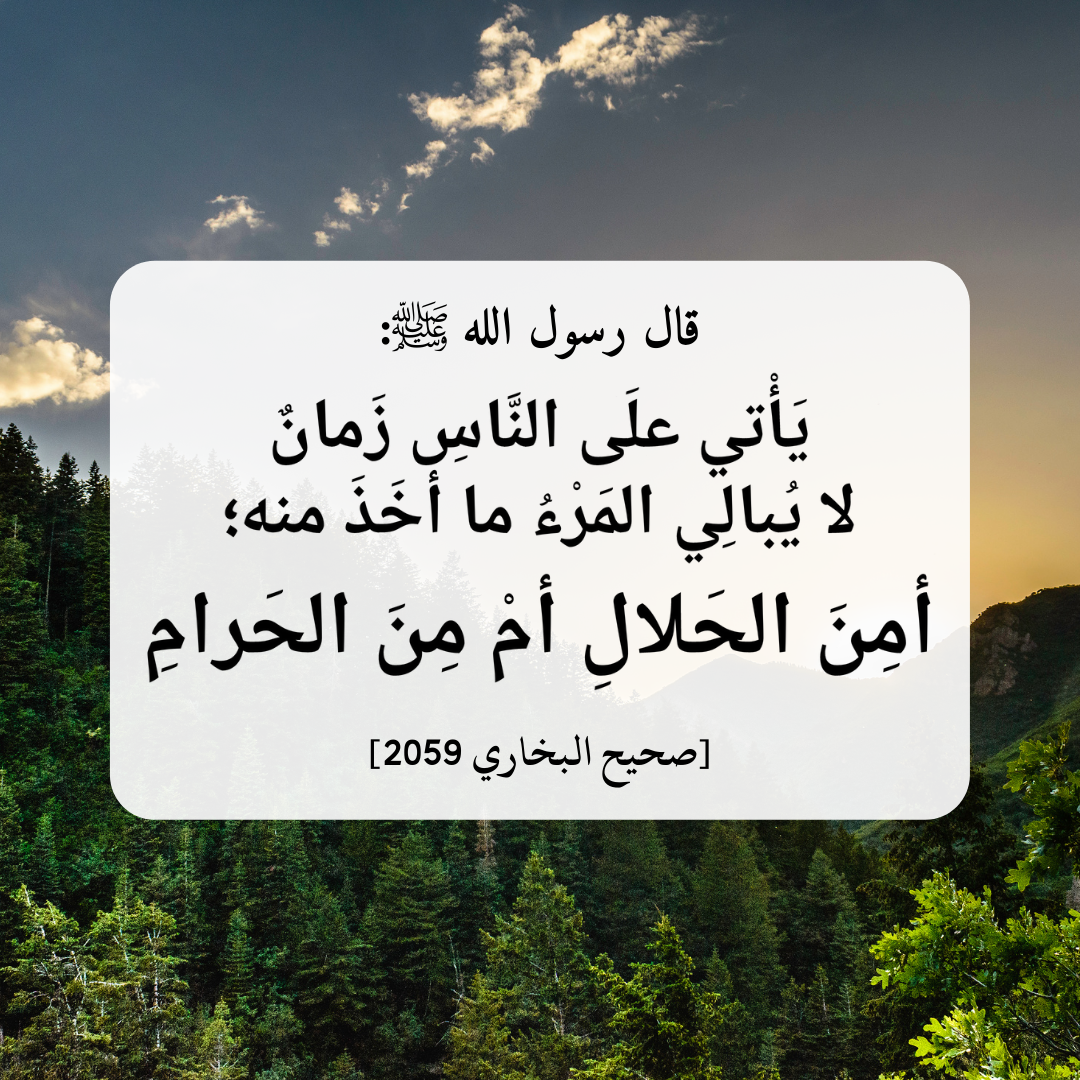 قال رسول الله ﷺ:
يَأْتي علَى النَّاسِ زَمانٌ
لا يُبالِي المَرْءُ ما أخَذَ منه؛
أمِنَ الحَلالِ أمْ مِنَ الحَرامِ
[صحيح البخاري 2059]